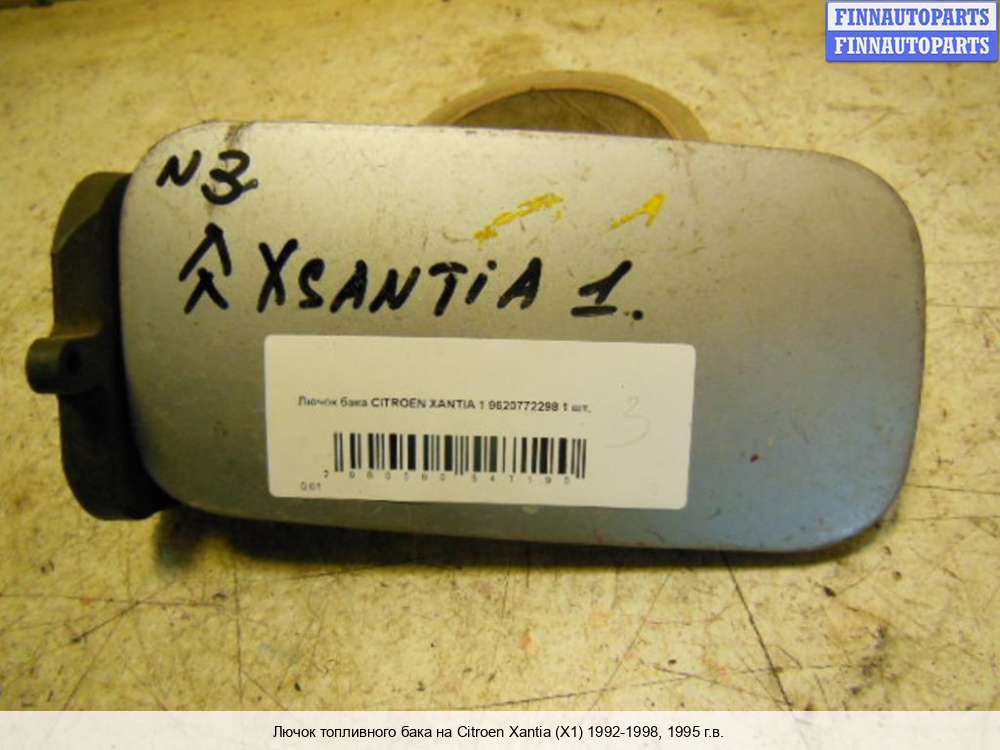 FINNAUTOPARTS
FINNAUTOPARTS
N3
XSANTiA 1.
Лючок бака CITROEN XANTIA 1 9620772298 1 шт.
3
Лючок топливного бака на Citroen Xantia (X1) 1992-1998, 1995 г.в.